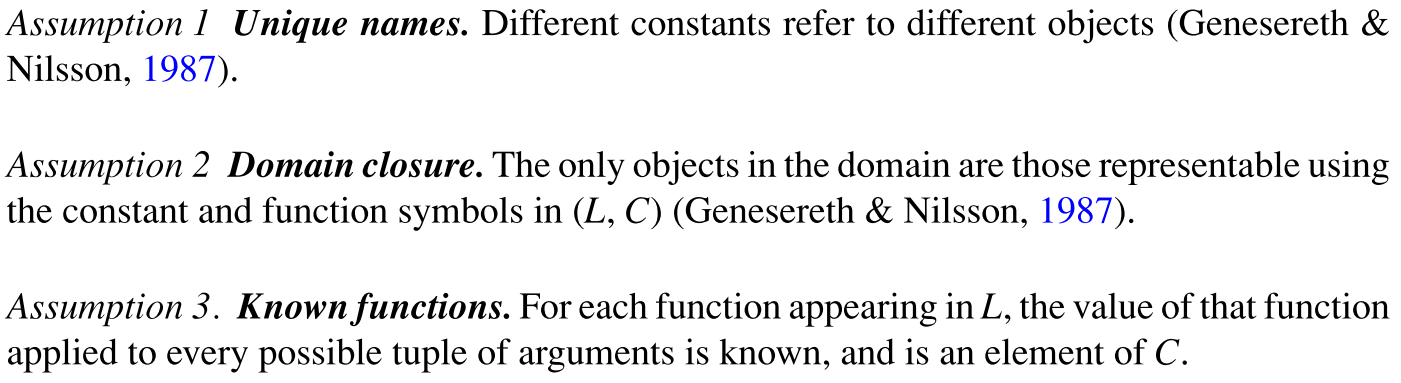 Assumption 1 Unique names. Different constants refer to different objects (Genesereth &
Nilsson, 1987).
Assumption 2 Domain closure. The only objects in the domain are those representable using
the constant and function symbols in (L, C) (Genesereth & Nilsson, 1987).
Assumption 3. Known functions. For each function appearing in L, the value of that function
applied to every possible tuple of arguments is known, and is an element of C.